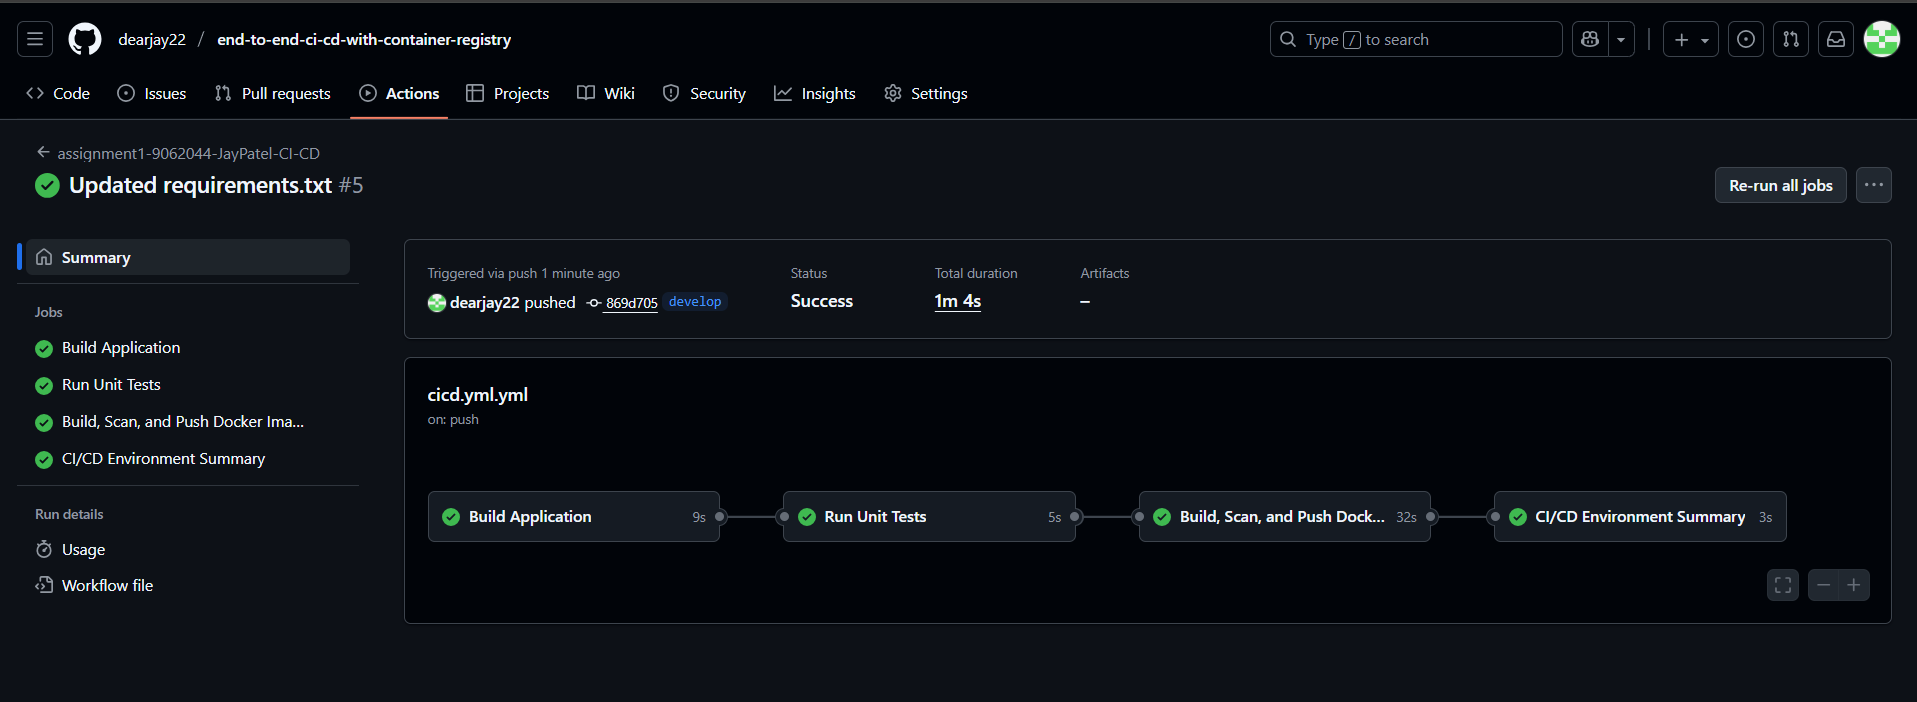 dearjay22 / end-to-end-ci-cd-with-container-registry
Type / to search
Code Issues Pull requests Actions Projects Wiki Security Insights Settings
assignment1-9062044-JayPatel-CI-CD
Updated requirements.txt #5
Re-run all jobs
Summary
Jobs
Build Application
Run Unit Tests
Build, Scan, and Push Docker Ima...
CI/CD Environment Summary
Run details
Usage
Workflow file
Triggered via push 1 minute ago
dearjay22 pushed 869d705 develop
Status
Success
Total duration
1m 4s
Artifacts
–
cicd.yml.yml
on: push
Build Application 9s
Run Unit Tests 5s
Build, Scan, and Push Dock... 32s
CI/CD Environment Summary 3s